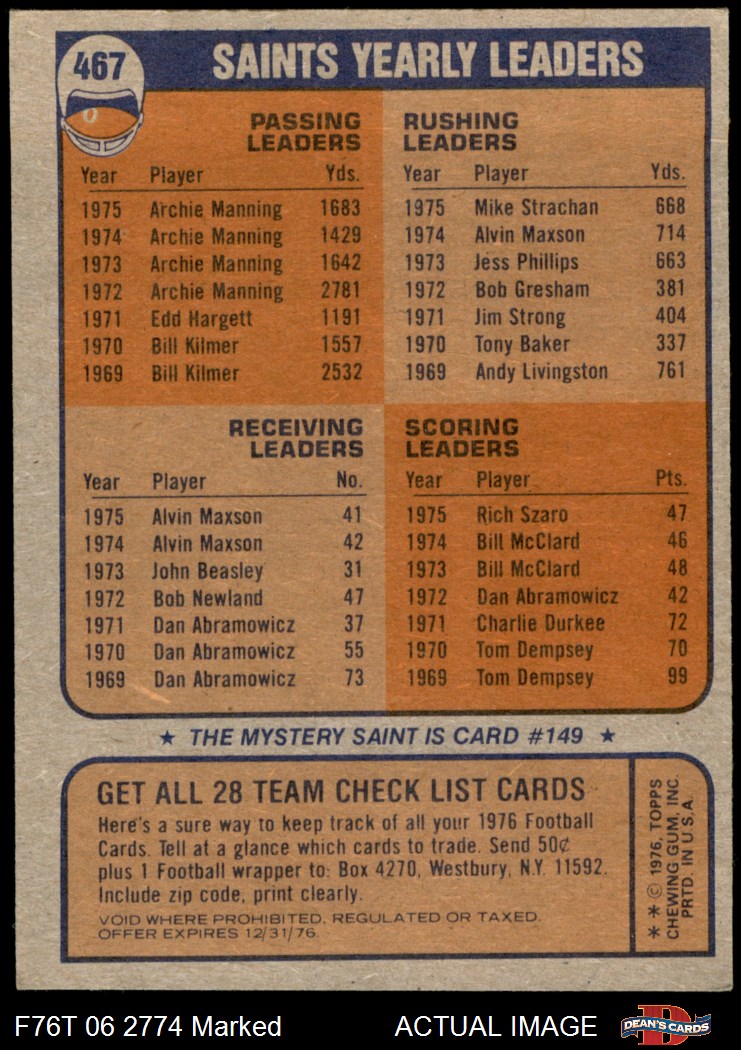 467
SAINTS YEARLY LEADERS
PASSING
LEADERS
Year Player Yds.
1975 Archie Manning 1683
1974 Archie Manning 1429
1973 Archie Manning 1642
1972 Archie Manning 2781
1971 Edd Hargett 1191
1970 Bill Kilmer 1557
1969 Bill Kilmer 2532
RUSHING
LEADERS
Year Player Yds.
1975 Mike Strachan 668
1974 Alvin Maxson 714
1973 Jess Phillips 663
1972 Bob Gresham 381
1971 Jim Strong 404
1970 Tony Baker 337
1969 Andy Livingston 761
RECEIVING
LEADERS
Year Player No.
1975 Alvin Maxson 41
1974 Alvin Maxson 42
1973 John Beasley 31
1972 Bob Newland 47
1971 Dan Abramowicz 37
1970 Dan Abramowicz 55
1969 Dan Abramowicz 73
SCORING
LEADERS
Year Player Pts.
1975 Rich Szaro 47
1974 Bill McClard 46
1973 Bill McClard 48
1972 Dan Abramowicz 42
1971 Charlie Durkee 72
1970 Tom Dempsey 70
1969 Tom Dempsey 99
★ THE MYSTERY SAINT IS CARD #149 ★
GET ALL 28 TEAM CHECK LIST CARDS
Here's a sure way to keep track of all your 1976 Football
Cards. Tell at a glance which cards to trade. Send 50¢
plus 1 Football wrapper to: Box 4270, Westbury, N.Y. 11592.
Include zip code, print clearly.
VOID WHERE PROHIBITED, REGULATED OR TAXED.
OFFER EXPIRES 12/31/76.
* * © 1976, TOPPS
CHEWING GUM, INC.
PRTD. IN U.S.A.
F76T 06 2774 Marked
ACTUAL IMAGE
D
DEAN'S CARDS